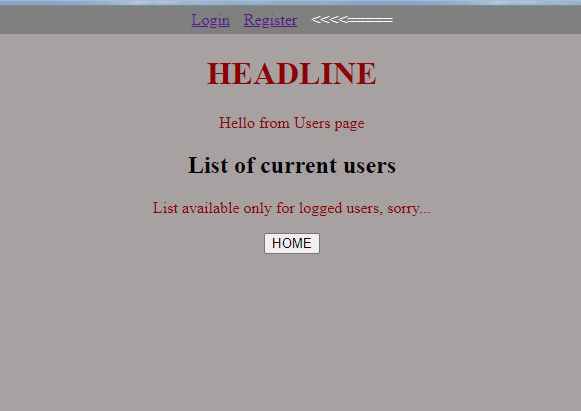 Login Register <<<<=====
HEADLINE
Hello from Users page
List of current users
List available only for logged users, sorry...
HOME